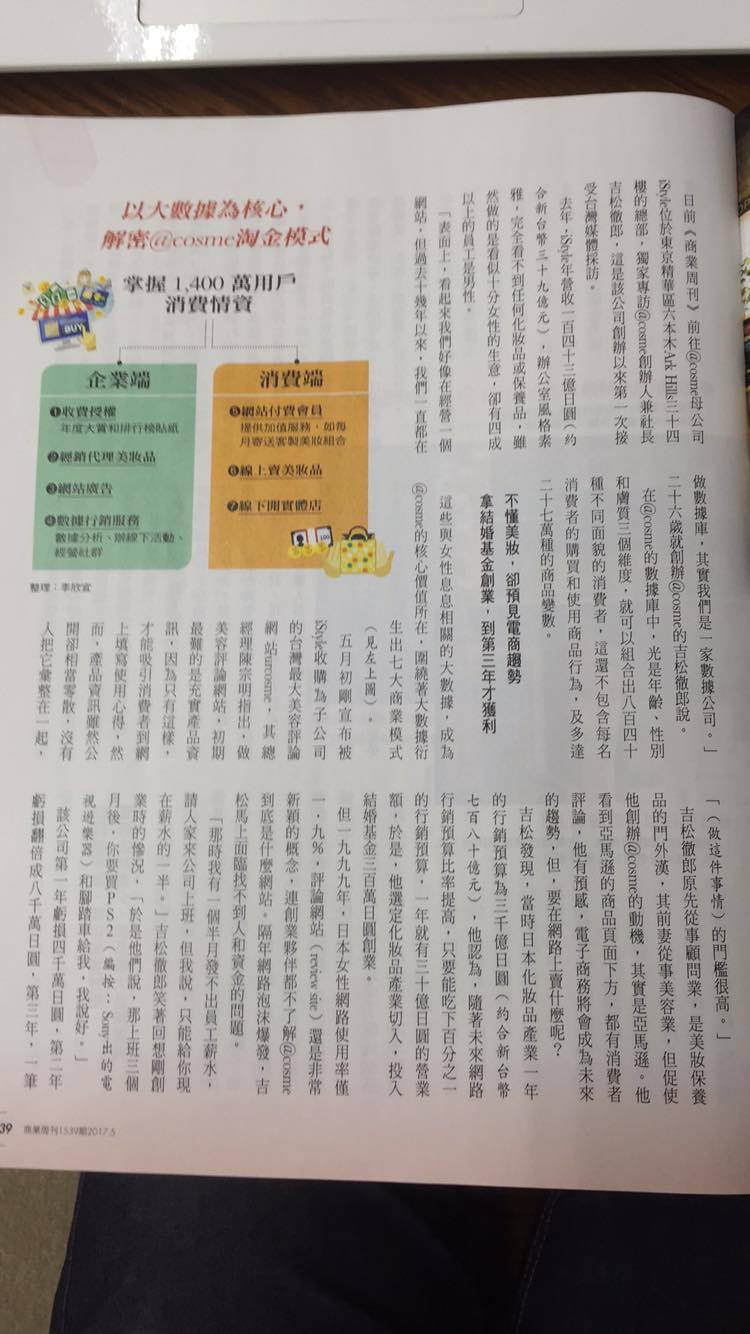 日前《商業周刊》前往@cosme母公司
iStyle位於東京精華區六本木Ark Hills三十四
樓的總部，獨家專訪@cosme創辦人兼社長
吉松徹郎，這是該公司創辦以來第一次接
受台灣媒體採訪。
去年，iStyle年營收一百四十三億日圓（約
合新台幣三十九億元），辦公室風格素
雅，完全看不到任何化妝品或保養品，雖
然做的是看似十分女性的生意，卻有四成
以上的員工是男性。
「表面上，看起來我們好像在經營一個
網站，但過去十幾年以來，我們一直都在
做數據庫，其實我們是一家數據公司。」
二十六歲就創辦@cosme的吉松徹郎說。
在@cosme的數據庫中，光是年齡、性別
和膚質三個維度，就可以組合出八百四十
種不同面貌的消費者，這還不包含每名
消費者的購買和使用商品行為，及多達
二十七萬種的商品變數。
不懂美妝，卻預見電商趨勢
拿結婚基金創業，到第三年才獲利
這些與女性息息相關的大數據，成為
@cosme的核心價值所在，圍繞著大數據衍
生出七大商業模式
（見左上圖）。
五月初剛宣布被
iStyle收購為子公司
的台灣最大美容評論
網站urcosme，其總
經理陳宗明指出，做
美容評論網站，初期
最難的是充實產品資
訊，因為只有這樣，
才能吸引消費者到網
上填寫使用心得，然
而，產品資訊雖然公
開卻相當零散，沒有
人把它彙整在一起，
「（做這件事情）的門檻很高。」
吉松徹郎原先從事顧問業，是美妝保養
品的門外漢，其前妻從事美容業，但促使
他創辦@cosme的動機，其實是亞馬遜。他
看到亞馬遜的商品頁面下方，都有消費者
評論，他有預感，電子商務將會成為未來
的趨勢，但，要在網路上賣什麼呢？
吉松發現，當時日本化妝品產業一年
的行銷預算為三千億日圓（約合新台幣
七百八十億元），他認為，隨著未來網路
行銷預算比率提高，只要能吃下百分之一
的行銷預算，一年就有三十億日圓的營業
額，於是，他選定化妝品產業切入，投入
結婚基金三百萬日圓創業。
但一九九九年，日本女性網路使用率僅
一．九%，評論網站（review site）還是非常
新穎的概念，連創業夥伴都不了解@cosme
到底是什麼網站。隔年網路泡沫爆發，吉
松馬上面臨找不到人和資金的問題。
「那時我有一個半月發不出員工薪水，
請人家來公司上班，但我說，只能給你現
在薪水的一半。」吉松徹郎笑著回想剛創
業時的慘況，「於是他們說，那上班三個
月後，你要買PS2（編按：Sony出的電
視遊樂器）和腳踏車給我，我說好。」
該公司第一年虧損四千萬日圓，第二年
虧損翻倍成八千萬日圓，第三年，一筆
以大數據為核心，
解密@cosme淘金模式
掌握1,400萬用戶
消費情資
BUY
企業端
❶收費授權
年度大賞和排行榜貼紙
❷經銷代理美妝品
❸網站廣告
❹數據行銷服務
數據分析、辦線下活動、
經營社群
消費端
❺網站付費會員
提供加值服務，如每
月寄送客製美妝組合
❻線上賣美妝品
❼線下開實體店
100
整理：李欣宜
39 商業周刊1539期2017.5